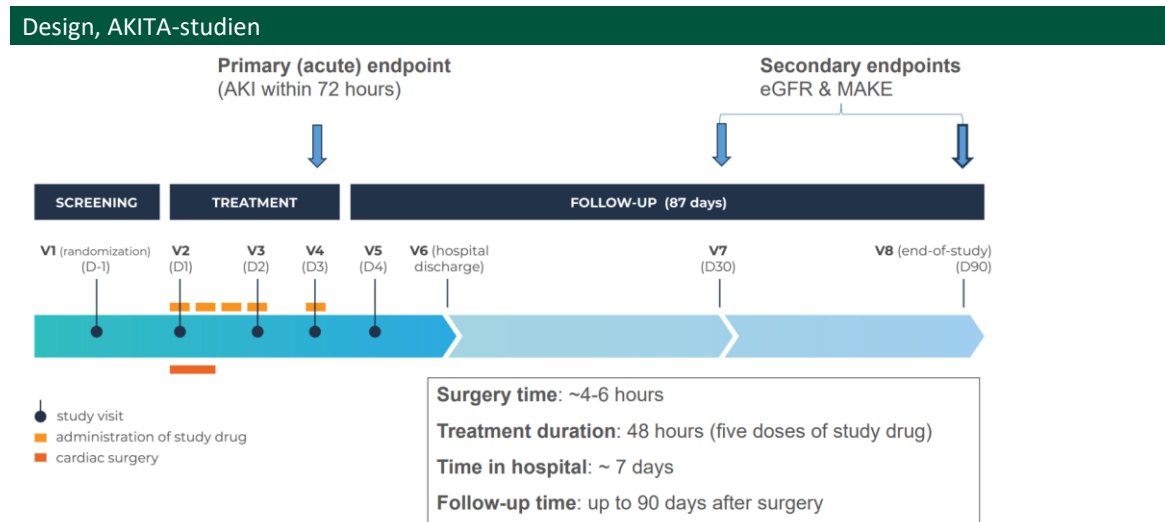 Design, AKITA-studien
Primary (acute) endpoint
(AKI within 72 hours)
Secondary endpoints
eGFR & MAKE
SCREENING
TREATMENT
FOLLOW-UP (87 days)
V1 (randomization)
(D-1)
V2
(D1)
V3
(D2)
V4
(D3)
V5
(D4)
V6 (hospital
discharge)
V7
(D30)
V8 (end-of-study)
(D90)
study visit
administration of study drug
cardiac surgery
Surgery time: ~4-6 hours
Treatment duration: 48 hours (five doses of study drug)
Time in hospital: ~ 7 days
Follow-up time: up to 90 days after surgery